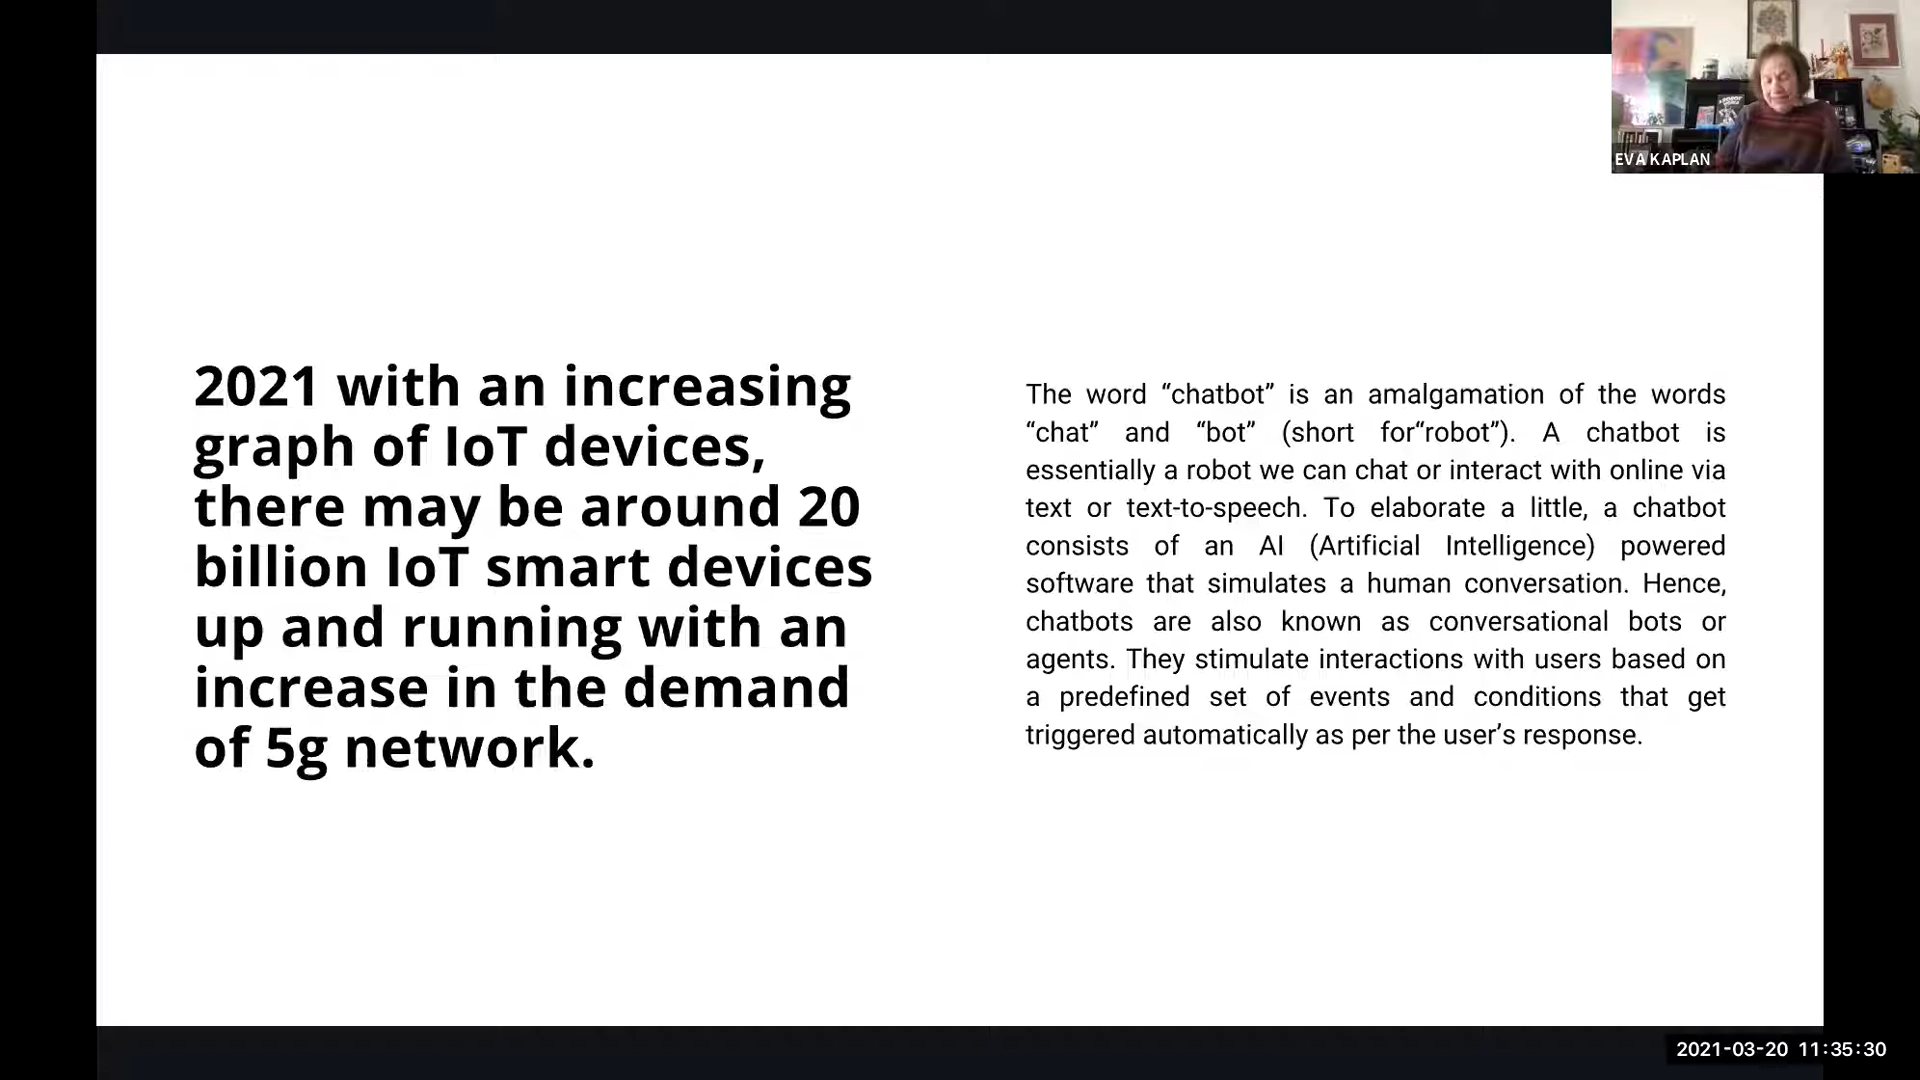 EVA KAPLAN
2021 with an increasing
graph of IoT devices,
there may be around 20
billion IoT smart devices
up and running with an
increase in the demand
of 5g network.
The word “chatbot” is an amalgamation of the words
“chat” and “bot” (short for“robot”). A chatbot is
essentially a robot we can chat or interact with online via
text or text-to-speech. To elaborate a little, a chatbot
consists of an AI (Artificial Intelligence) powered
software that simulates a human conversation. Hence,
chatbots are also known as conversational bots or
agents. They stimulate interactions with users based on
a predefined set of events and conditions that get
triggered automatically as per the user’s response.
2021-03-20 11:35:30